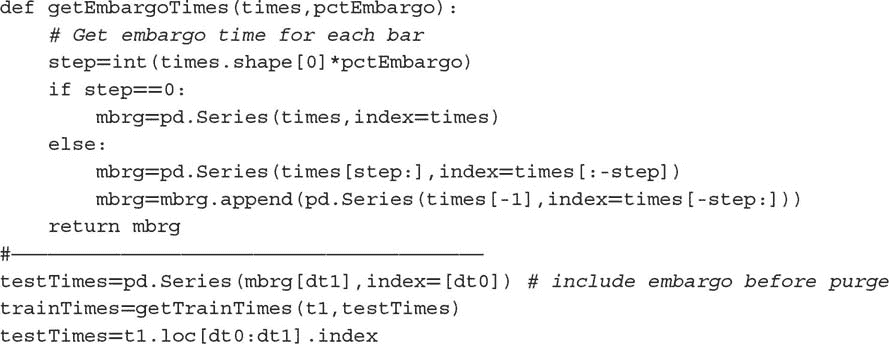 def getEmbargoTimes(times,pctEmbargo):
    # Get embargo time for each bar
    step=int(times.shape[0]*pctEmbargo)
    if step==0:
        mbrg=pd.Series(times,index=times)
    else:
        mbrg=pd.Series(times[step:],index=times[:-step])
        mbrg=mbrg.append(pd.Series(times[-1],index=times[-step:]))
    return mbrg
#———————————————————————————————————————
testTimes=pd.Series(mbrg[dt1],index=[dt0]) # include embargo before purge
trainTimes=getTrainTimes(t1,testTimes)
testTimes=t1.loc[dt0:dt1].index